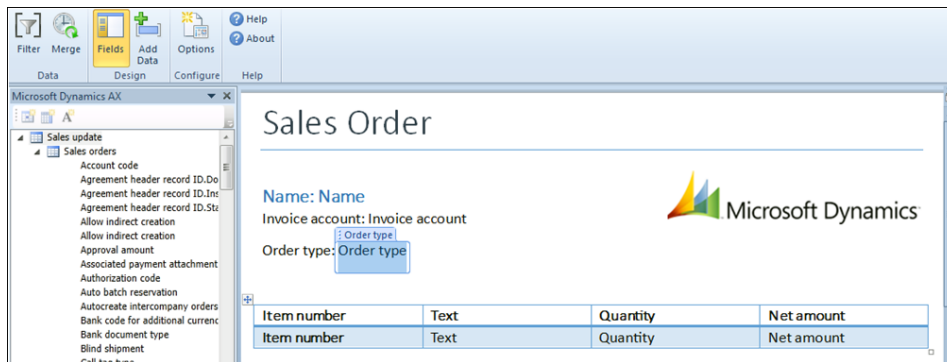 Filter Merge Fields Add Data Options Help
About
Data Design Configure Help
Microsoft Dynamics AX
A
Sales update
Sales orders
Account code
Agreement header record ID.Do
Agreement header record ID.Ins
Agreement header record ID.Sta
Allow indirect creation
Allow indirect creation
Approval amount
Associated payment attachment
Authorization code
Auto batch reservation
Autocreate intercompany orders
Bank code for additional currenc
Bank document type
Blind shipment
Sales Order
Name: Name
Microsoft Dynamics
Invoice account: Invoice account
Order type
Order type: Order type
Item number Text Quantity Net amount
Item number Text Quantity Net amount